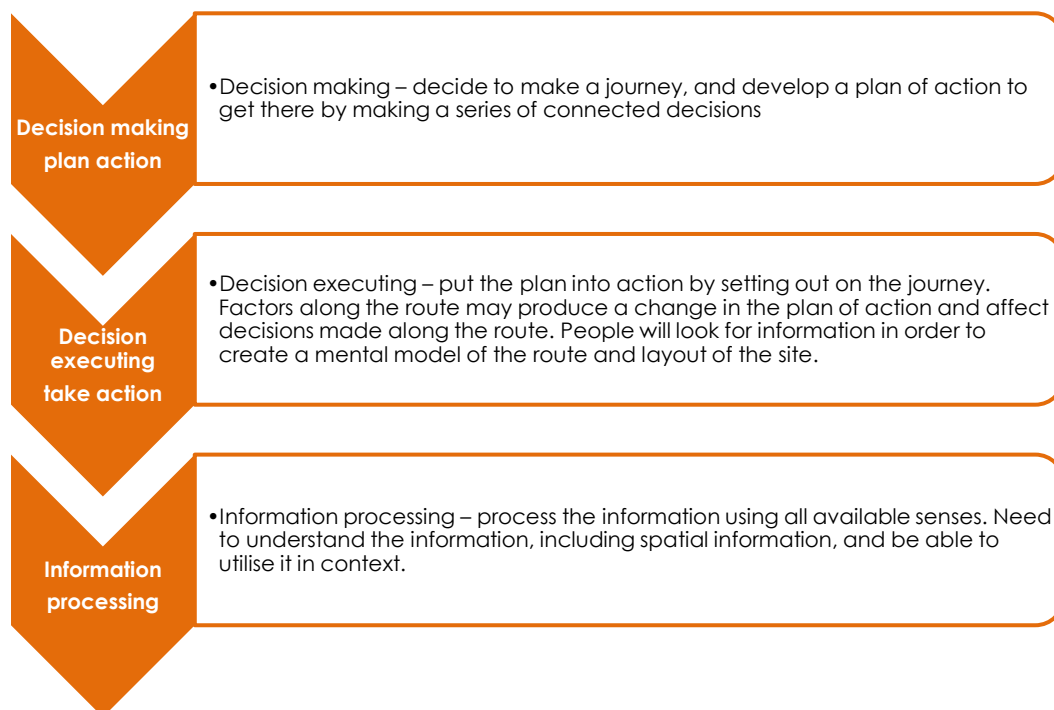 Decision making
plan action
•Decision making – decide to make a journey, and develop a plan of action to
get there by making a series of connected decisions
Decision
executing
take action
•Decision executing – put the plan into action by setting out on the journey.
Factors along the route may produce a change in the plan of action and affect
decisions made along the route. People will look for information in order to
create a mental model of the route and layout of the site.
Information
processing
•Information processing – process the information using all available senses. Need
to understand the information, including spatial information, and be able to
utilise it in context.